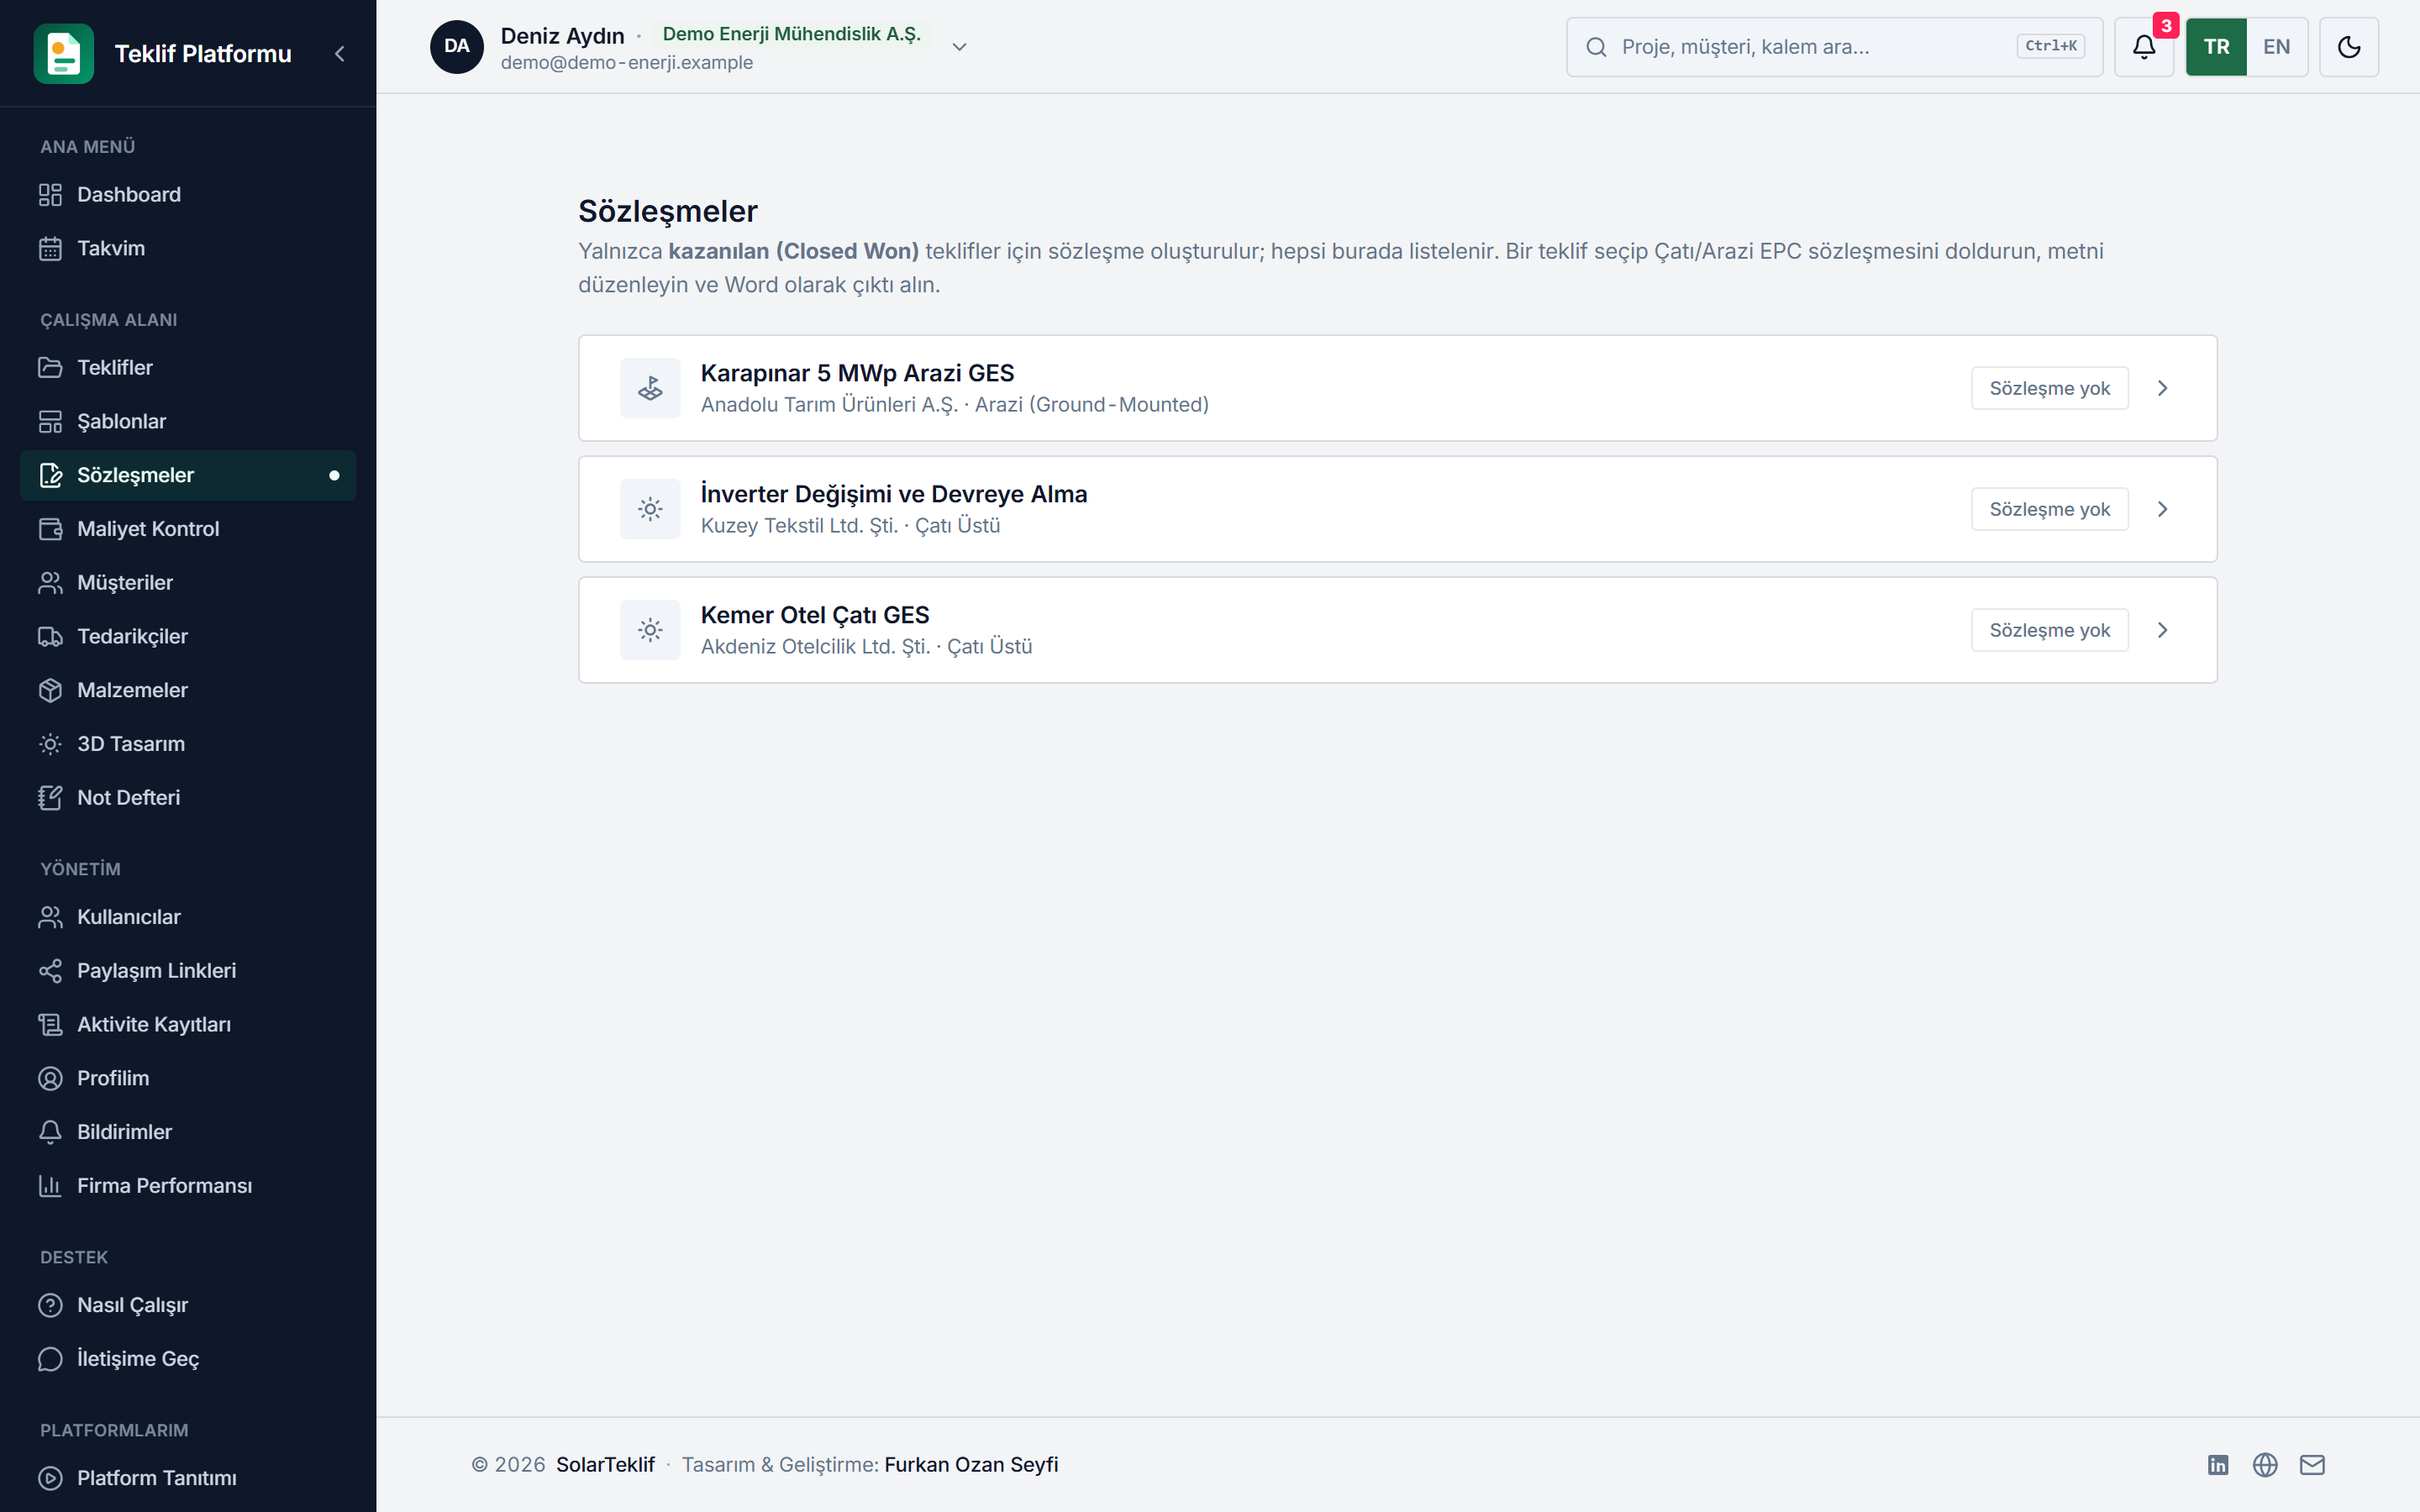 Teklif Platformu
ANA MENÜ
Dashboard
Takvim
ÇALIŞMA ALANI
Teklifler
Şablonlar
Sözleşmeler
Maliyet Kontrol
Müşteriler
Tedarikçiler
Malzemeler
3D Tasarım
Not Defteri
YÖNETİM
Kullanıcılar
Paylaşım Linkleri
Aktivite Kayıtları
Profilim
Bildirimler
Firma Performansı
DESTEK
Nasıl Çalışır
İletişime Geç
PLATFORMLARIM
Platform Tanıtımı
DA
Deniz Aydın · Demo Enerji Mühendislik A.Ş.
demo@demo-enerji.example
Proje, müşteri, kalem ara... Ctrl+K
3
TR EN
Sözleşmeler
Yalnızca kazanılan (Closed Won) teklifler için sözleşme oluşturulur; hepsi burada listelenir. Bir teklif seçip Çatı/Arazi EPC sözleşmesini doldurun, metni
düzenleyin ve Word olarak çıktı alın.
Karapınar 5 MWp Arazi GES
Anadolu Tarım Ürünleri A.Ş. · Arazi (Ground-Mounted)
Sözleşme yok
İnverter Değişimi ve Devreye Alma
Kuzey Tekstil Ltd. Şti. · Çatı Üstü
Sözleşme yok
Kemer Otel Çatı GES
Akdeniz Otelcilik Ltd. Şti. · Çatı Üstü
Sözleşme yok
© 2026 SolarTeklif · Tasarım & Geliştirme: Furkan Ozan Seyfi
in